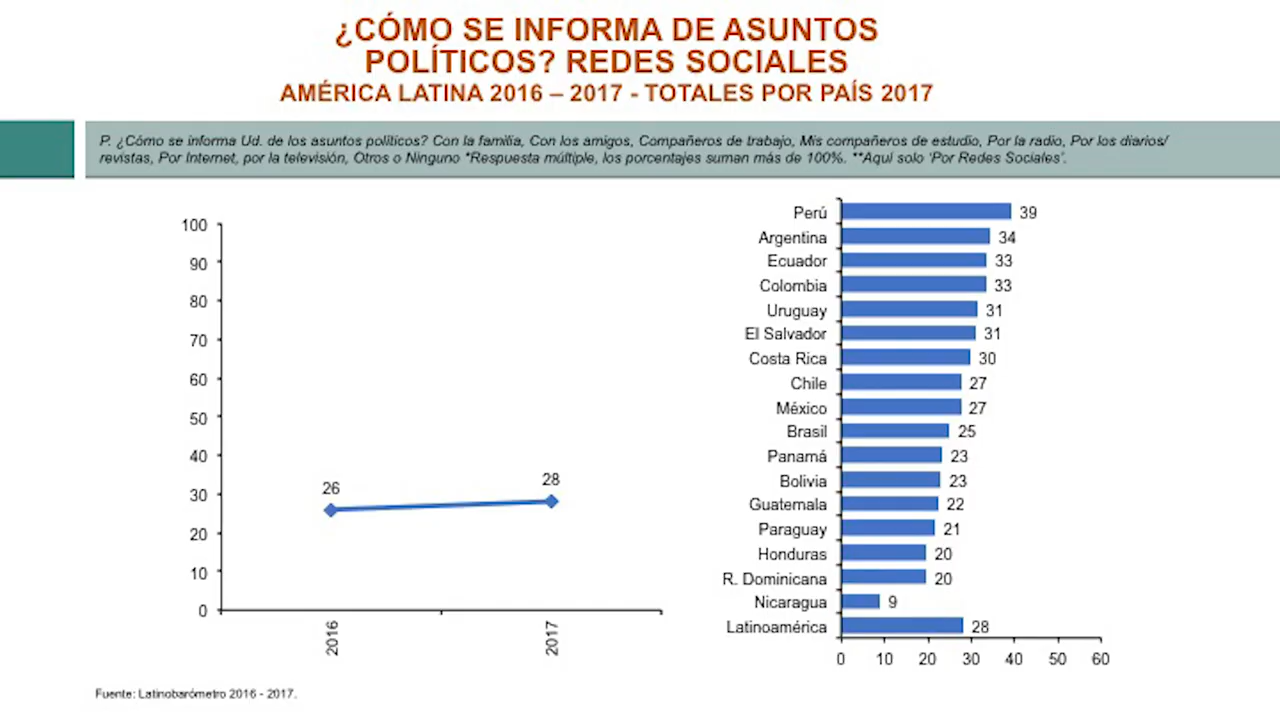 ¿CÓMO SE INFORMA DE ASUNTOS
POLÍTICOS? REDES SOCIALES
AMÉRICA LATINA 2016 – 2017 - TOTALES POR PAÍS 2017
P. ¿Cómo se informa Ud. de los asuntos políticos? Con la familia, Con los amigos, Compañeros de trabajo, Mis compañeros de estudio, Por la radio, Por los diarios/
revistas, Por Internet, por la televisión, Otros o Ninguno *Respuesta múltiple, los porcentajes suman más de 100%. **Aquí solo ‘Por Redes Sociales’.
100
90
80
70
60
50
40
30
20
10
0
26
28
2016
2017
Perú 39
Argentina 34
Ecuador 33
Colombia 33
Uruguay 31
El Salvador 31
Costa Rica 30
Chile 27
México 27
Brasil 25
Panamá 23
Bolivia 23
Guatemala 22
Paraguay 21
Honduras 20
R. Dominicana 20
Nicaragua 9
Latinoamérica 28
0 10 20 30 40 50 60
Fuente: Latinobarómetro 2016 - 2017.